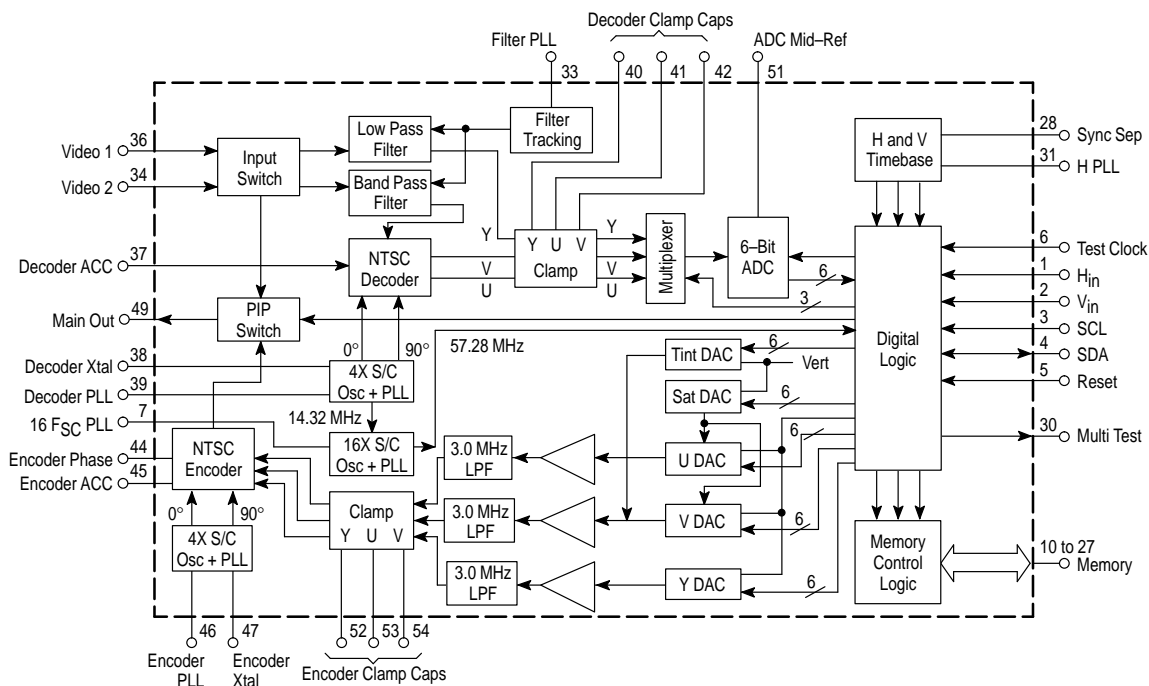 Decoder Clamp Caps
Filter PLL
ADC Mid–Ref
33
40
41
42
51
36
Video 1
34
Video 2
Input
Switch
Low Pass
Filter
Band Pass
Filter
Filter
Tracking
H and V
Timebase
28
Sync Sep
31
H PLL
37
Decoder ACC
NTSC
Decoder
Y
V
U
Y U V
Clamp
Y
V
U
Multiplexer
6–Bit
ADC
6
3
6
Test Clock
1
Hin
2
Vin
3
SCL
4
SDA
5
Reset
30
Multi Test
Digital
Logic
49
Main Out
PIP
Switch
0°
90°
57.28 MHz
38
Decoder Xtal
39
Decoder PLL
4X S/C
Osc + PLL
7
16 FSC PLL
14.32 MHz
16X S/C
Osc + PLL
Tint DAC
6
Vert
Sat DAC
6
44
Encoder Phase
45
Encoder ACC
NTSC
Encoder
3.0 MHz
LPF
U DAC
6
0°
90°
4X S/C
Osc + PLL
Clamp
Y U V
3.0 MHz
LPF
V DAC
6
3.0 MHz
LPF
Y DAC
6
Memory
Control
Logic
10 to 27
Memory
46
47
52
53
54
Encoder
PLL
Encoder
Xtal
Encoder Clamp Caps